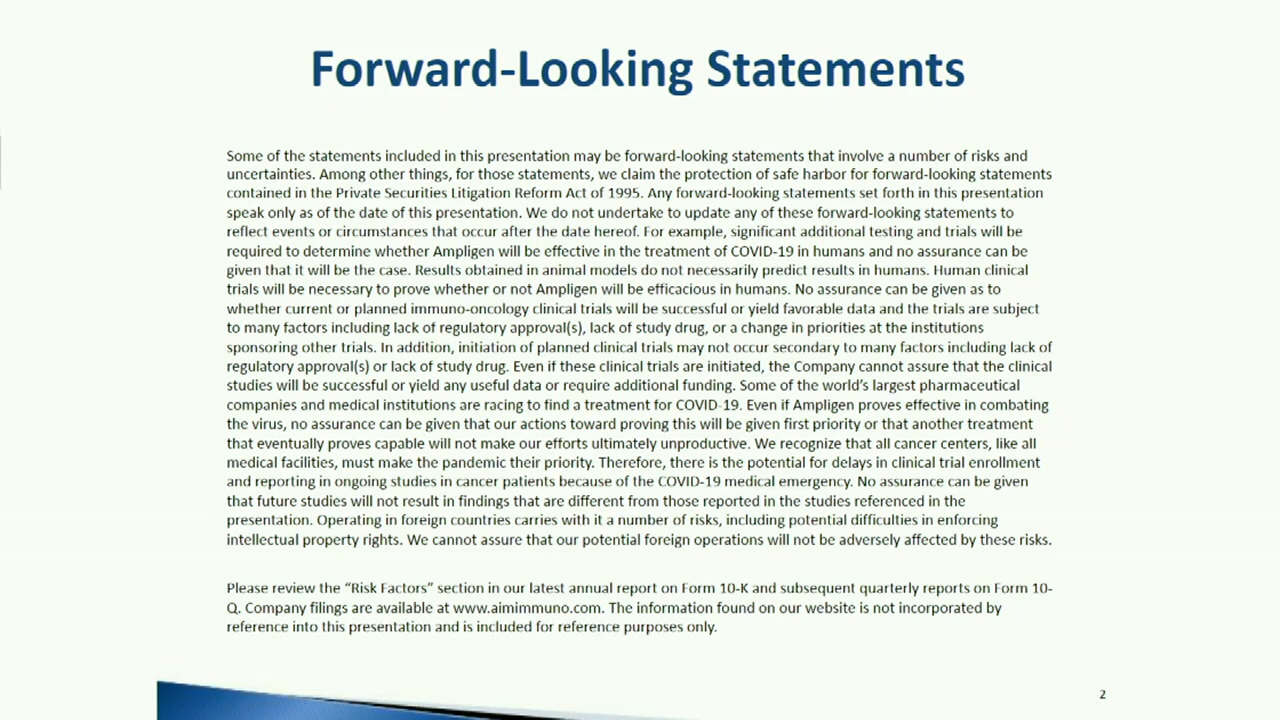 Forward-Looking Statements
Some of the statements included in this presentation may be forward-looking statements that involve a number of risks and
uncertainties. Among other things, for those statements, we claim the protection of safe harbor for forward-looking statements
contained in the Private Securities Litigation Reform Act of 1995. Any forward-looking statements set forth in this presentation
speak only as of the date of this presentation. We do not undertake to update any of these forward-looking statements to
reflect events or circumstances that occur after the date hereof. For example, significant additional testing and trials will be
required to determine whether Ampligen will be effective in the treatment of COVID-19 in humans and no assurance can be
given that it will be the case. Results obtained in animal models do not necessarily predict results in humans. Human clinical
trials will be necessary to prove whether or not Ampligen will be efficacious in humans. No assurance can be given as to
whether current or planned immuno-oncology clinical trials will be successful or yield favorable data and the trials are subject
to many factors including lack of regulatory approval(s), lack of study drug, or a change in priorities at the institutions
sponsoring other trials. In addition, initiation of planned clinical trials may not occur secondary to many factors including lack of
regulatory approval(s) or lack of study drug. Even if these clinical trials are initiated, the Company cannot assure that the clinical
studies will be successful or yield any useful data or require additional funding. Some of the world’s largest pharmaceutical
companies and medical institutions are racing to find a treatment for COVID-19. Even if Ampligen proves effective in combating
the virus, no assurance can be given that our actions toward proving this will be given first priority or that another treatment
that eventually proves capable will not make our efforts ultimately unproductive. We recognize that all cancer centers, like all
medical facilities, must make the pandemic their priority. Therefore, there is the potential for delays in clinical trial enrollment
and reporting in ongoing studies in cancer patients because of the COVID-19 medical emergency. No assurance can be given
that future studies will not result in findings that are different from those reported in the studies referenced in the
presentation. Operating in foreign countries carries with it a number of risks, including potential difficulties in enforcing
intellectual property rights. We cannot assure that our potential foreign operations will not be adversely affected by these risks.
Please review the “Risk Factors” section in our latest annual report on Form 10-K and subsequent quarterly reports on Form 10-
Q. Company filings are available at www.aimimmuno.com. The information found on our website is not incorporated by
reference into this presentation and is included for reference purposes only.
2